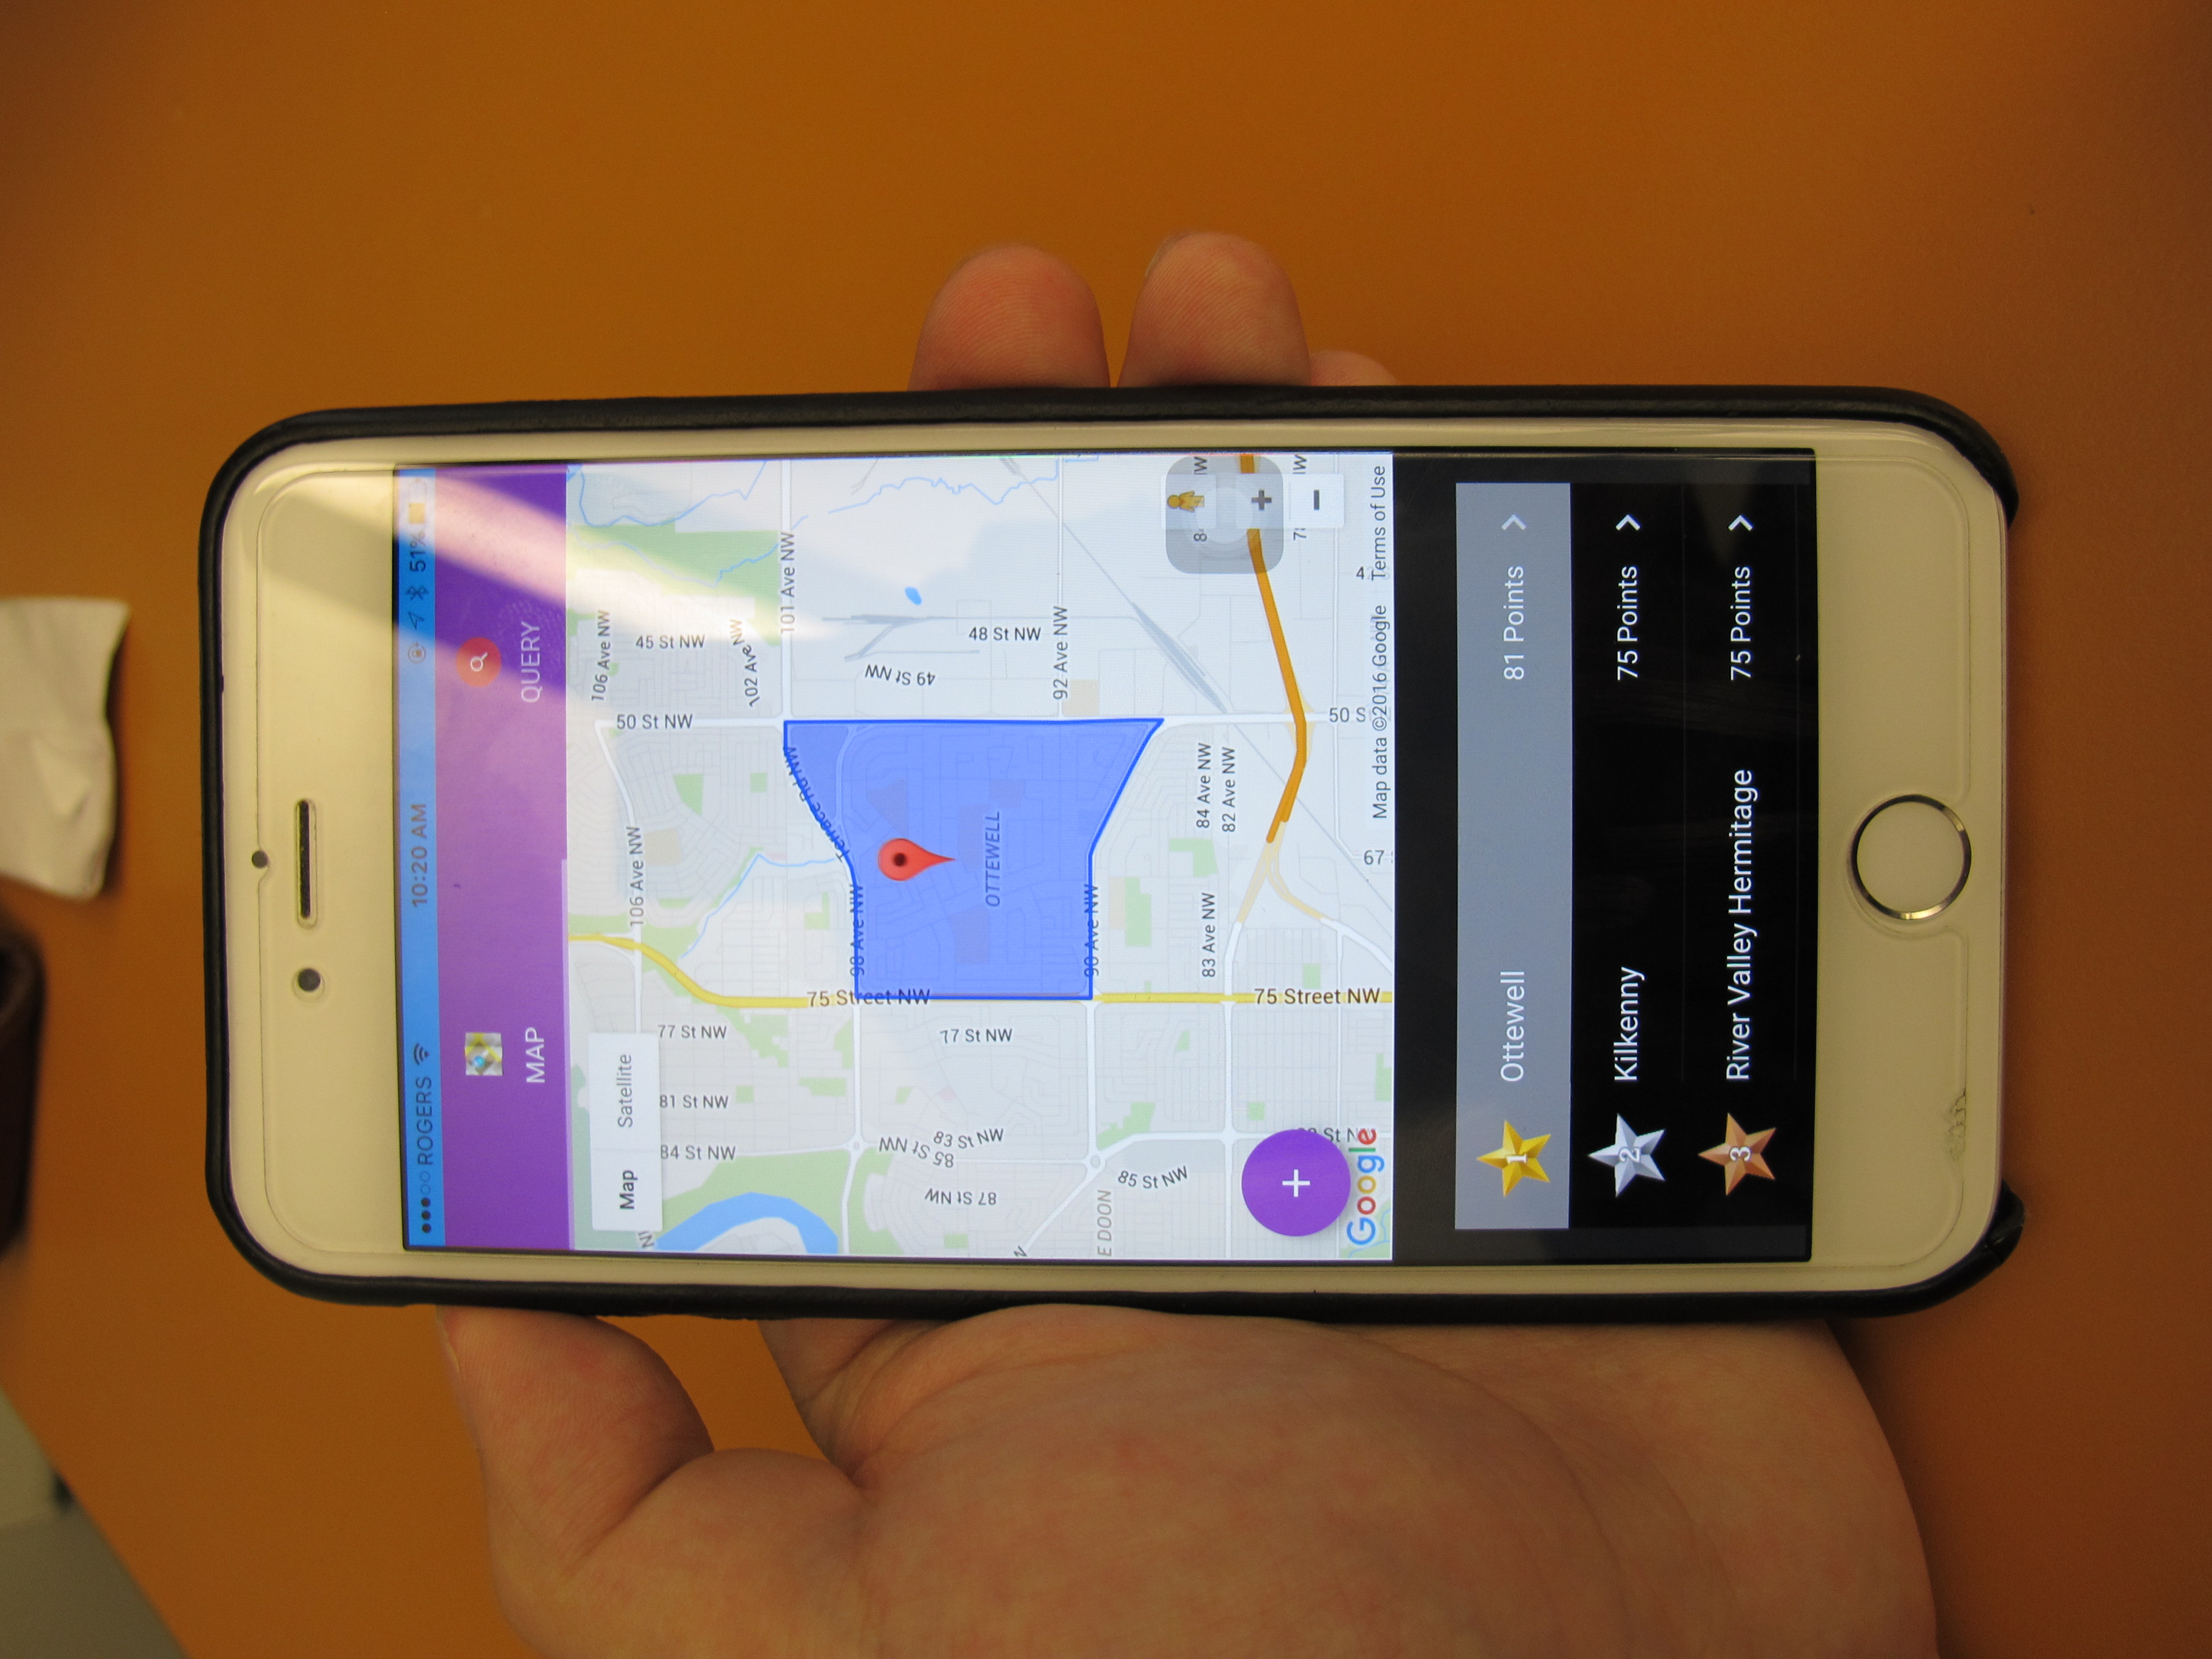 ROGERS 10:20 AM 51%
MAP QUERY
Map Satellite
106 Ave NW
106 Ave NW
84 St NW
81 St NW
77 St NW
50 St NW
45 St NW
102 Ave NW
101 Ave NW
Terrace Rd NW
75 Street NW
98 Ave NW
49 St NW
87 St NW
85 St NW
83 St NW
77 St NW
OTTEWELL
48 St NW
92 Ave NW
90 Ave NW
E DOON
85 St NW
83 Ave NW
84 Ave NW
82 Ave NW
+
75 Street NW
+
−
50 S
67
Google
Map data ©2016 Google Terms of Use
1 Ottewell 81 Points
2 Kilkenny 75 Points
3 River Valley Hermitage 75 Points